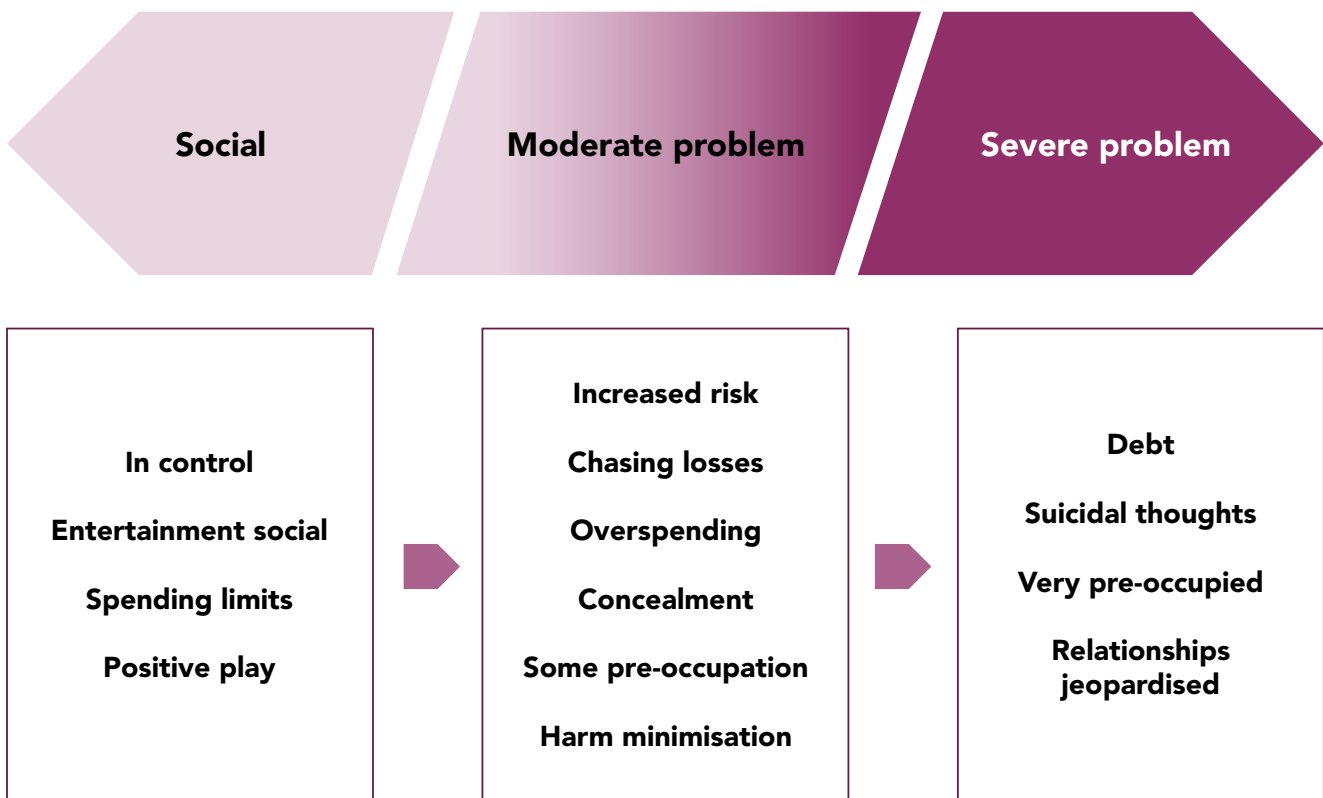 Social
Moderate problem
Severe problem
In control
Entertainment social
Spending limits
Positive play
Increased risk
Chasing losses
Overspending
Concealment
Some pre-occupation
Harm minimisation
Debt
Suicidal thoughts
Very pre-occupied
Relationships
jeopardised